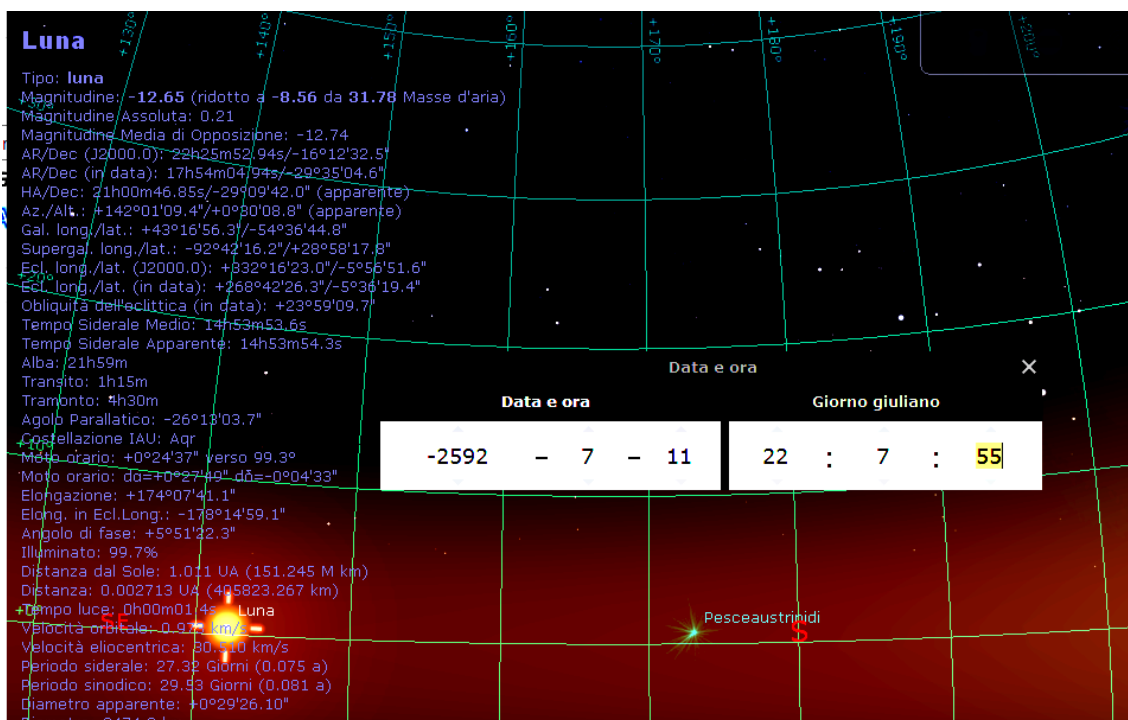 +130°
+140°
+150°
+160°
+170°
+180°
+190°
+200°
Luna
Tipo: luna
Magnitudine: -12.65 (ridotto a -8.56 da 31.78 Masse d'aria)
Magnitudine Assoluta: 0.21
Magnitudine Media di Opposizione: -12.74
AR/Dec (J2000.0): 22h25m52.94s/-16°12'32.5"
AR/Dec (in data): 17h54m04.94s/-29°35'04.6"
HA/Dec: 21h00m46.85s/-29°09'42.0" (apparente)
Az./Alt.: +142°01'09.4"/+0°30'08.8" (apparente)
Gal. long./lat.: +43°16'56.3"/-54°36'44.8"
Supergal. long./lat.: -92°42'16.2"/+28°58'17.8"
Ecl. long./lat. (J2000.0): +332°16'23.0"/-5°56'51.6"
+20°
Ecl. long./lat. (in data): +268°42'26.3"/-5°36'19.4"
Obliquità dell'eclittica (in data): +23°59'09.7"
Tempo Siderale Medio: 14h53m53.6s
Tempo Siderale Apparente: 14h53m54.3s
Alba: 21h59m
Transito: 1h15m
Tramonto: 4h30m
Agolo Parallatico: -26°13'03.7"
Costellazione IAU: Aqr
+10°
Moto orario: +0°24'37" verso 99.3°
Moto orario: dα=+0°27'49" dδ=-0°04'33"
Elongazione: +174°07'41.1"
Elong. in Ecl.Long.: -178°14'59.1"
Angolo di fase: +5°51'22.3"
Illuminato: 99.7%
Distanza dal Sole: 1.011 UA (151.245 M km)
Distanza: 0.002713 UA (405823.267 km)
+0°
Tempo luce: 0h00m01.4s
Luna
S-E
Velocità orbitale: 0.971 km/s
Velocità eliocentrica: 30.510 km/s
Periodo siderale: 27.32 Giorni (0.075 a)
Periodo sinodico: 29.53 Giorni (0.081 a)
Diametro apparente: +0°29'26.10"
Data e ora
×
Data e ora
Giorno giuliano
-2592 – 7 – 11
22 : 7 : 55
Pesceaustrinidi
S